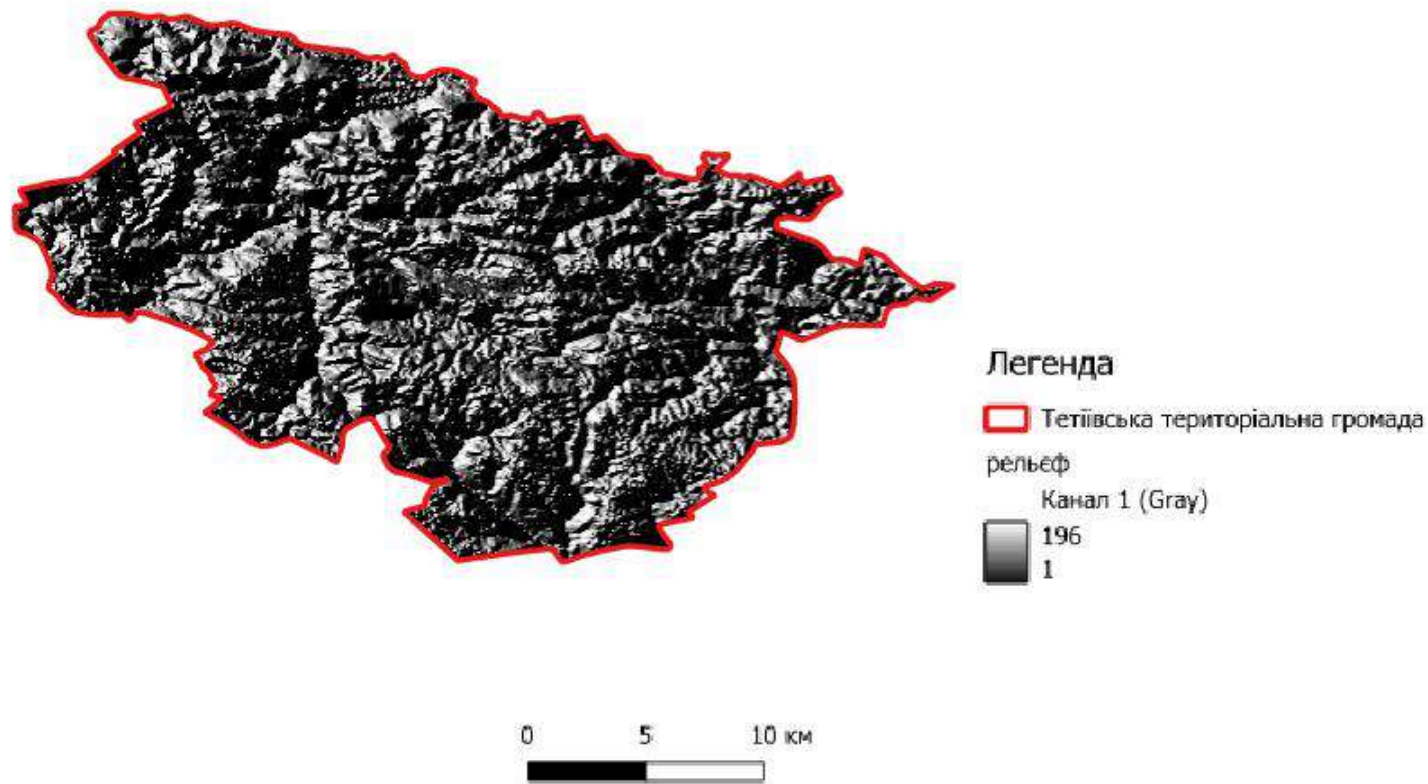 Легенда
Тетіївська територіальна громада
рельєф
Канал 1 (Gray)
196
1
0 5 10 км